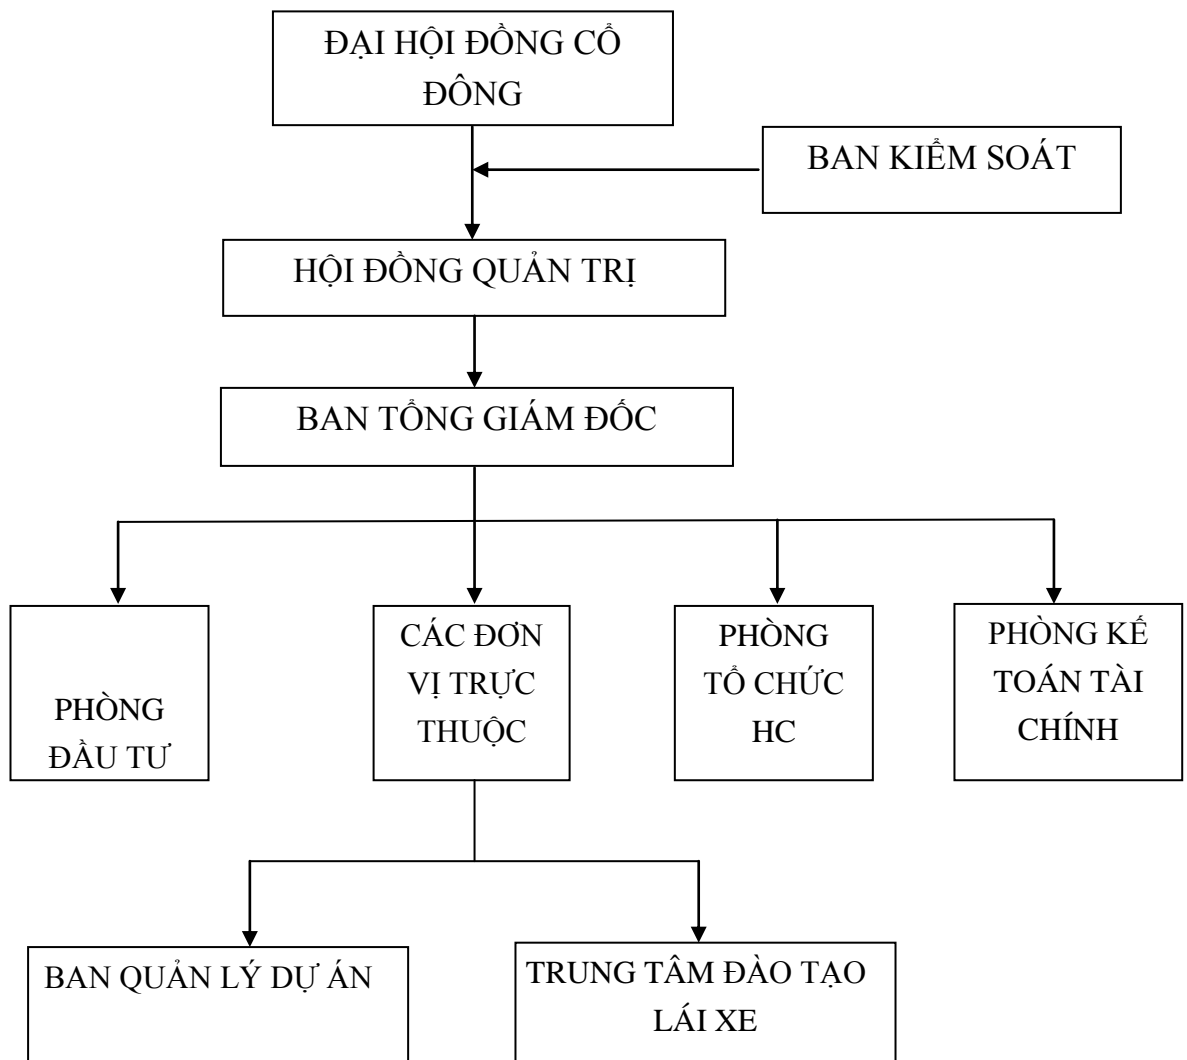 ĐẠI HỘI ĐỒNG CỔ
ĐÔNG
BAN KIỂM SOÁT
HỘI ĐỒNG QUẢN TRỊ
BAN TỔNG GIÁM ĐỐC
PHÒNG
ĐẦU TƯ
CÁC ĐƠN
VỊ TRỰC
THUỘC
PHÒNG
TỔ CHỨC
HC
PHÒNG KẾ
TOÁN TÀI
CHÍNH
BAN QUẢN LÝ DỰ ÁN
TRUNG TÂM ĐÀO TẠO
LÁI XE